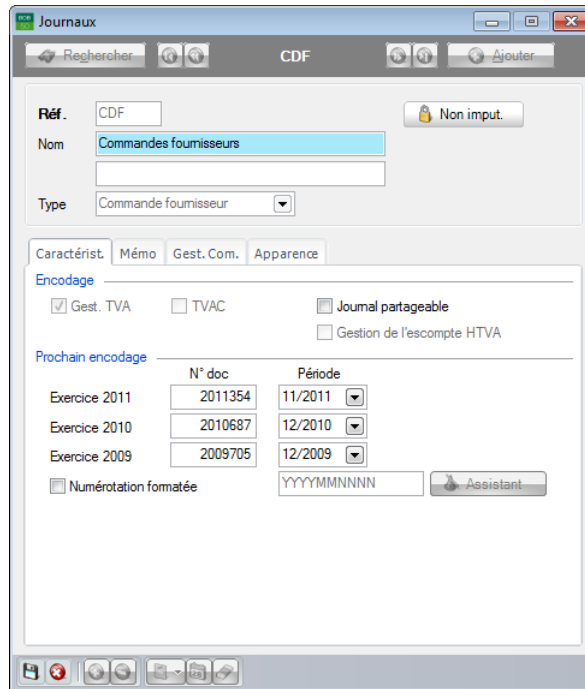 Journaux
Rechercher CDF Ajouter
Réf. CDF Non imput.
Nom Commandes fournisseurs
Type Commande fournisseur
Caractérist. Mémo Gest. Com. Apparence
Encodage
Gest. TVA TVAC Journal partageable
Gestion de l'escompte HTVA
Prochain encodage
N° doc Période
Exercice 2011 2011354 11/2011
Exercice 2010 2010687 12/2010
Exercice 2009 2009705 12/2009
Numérotation formatée YYYYMMNNNN Assistant